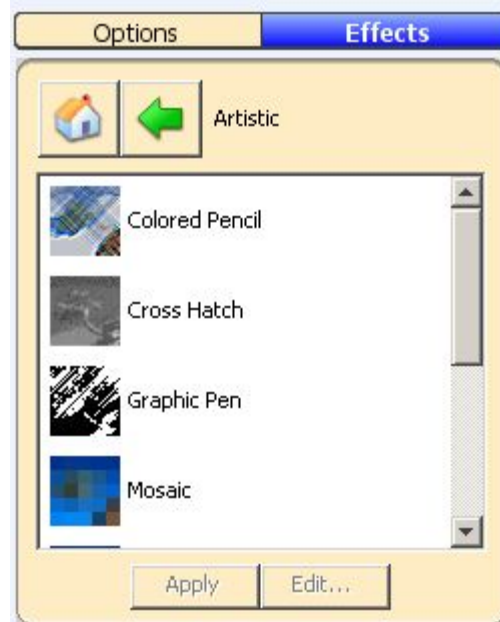 Options Effects
Artistic
Colored Pencil
Cross Hatch
Graphic Pen
Mosaic
Apply Edit...